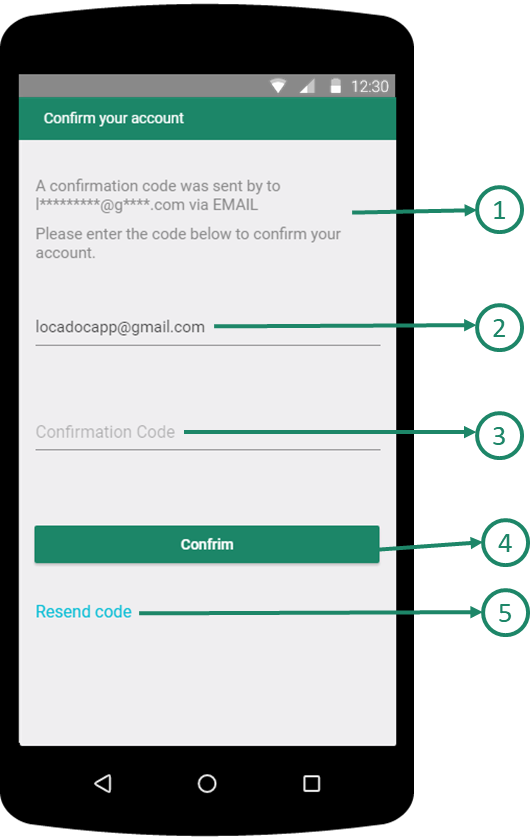 12:30
Confirm your account
A confirmation code was sent by to
l*********@g****.com via EMAIL
1
Please enter the code below to confirm your
account.
locadocapp@gmail.com
2
Confirmation Code
3
Confrim
4
Resend code
5